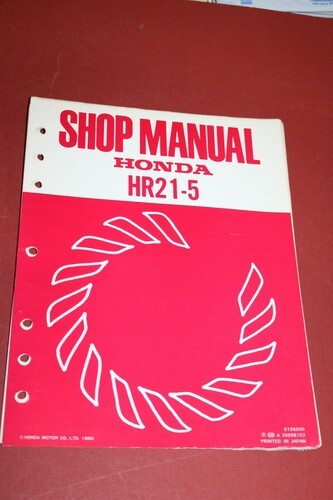 SHOP MANUAL
HONDA
HR21-5
© HONDA MOTOR CO., LTD. 1980
PRINTED IN JAPAN